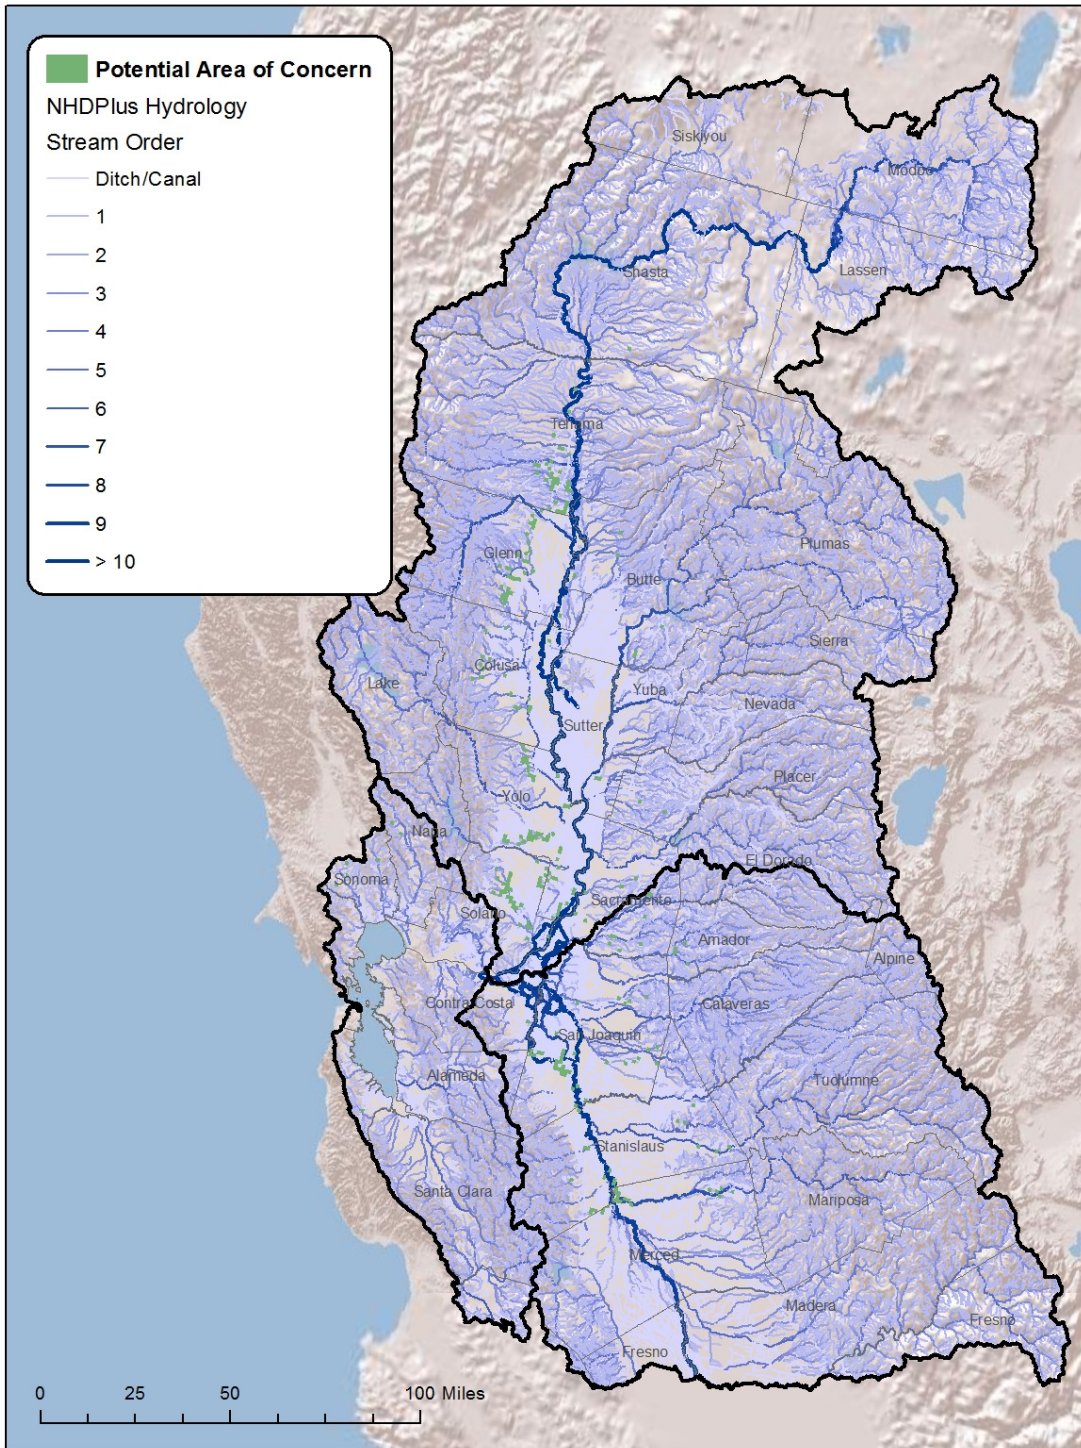 Potential Area of Concern
NHDPlus Hydrology
Stream Order
Ditch/Canal
1
2
3
4
5
6
7
8
9
> 10
Siskiyou
Modoc
Shasta
Lassen
Tehama
Glenn
Plumas
Butte
Sierra
Colusa
Lake
Yuba
Nevada
Sutter
Placer
Yolo
Napa
El Dorado
Sonoma
Solano
Sacramento
Amador
Alpine
Contra Costa
Calaveras
San Joaquin
Alameda
Tuolumne
Stanislaus
Santa Clara
Mariposa
Merced
Madera
Fresno
Fresno
0 25 50 100 Miles